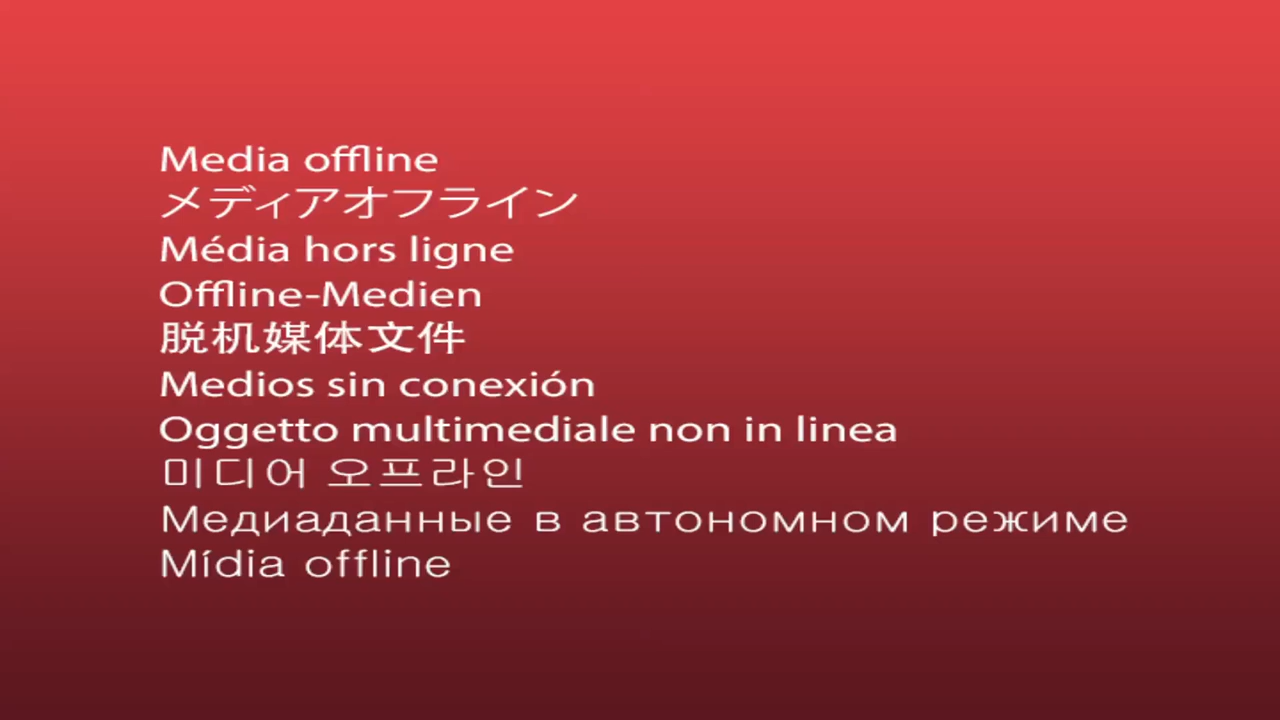 Media offline
メディアオフライン
Média hors ligne
Offline-Medien
脱机媒体文件
Medios sin conexión
Oggetto multimediale non in linea
미디어 오프라인
Медиаданные в автономном режиме
Mídia offline